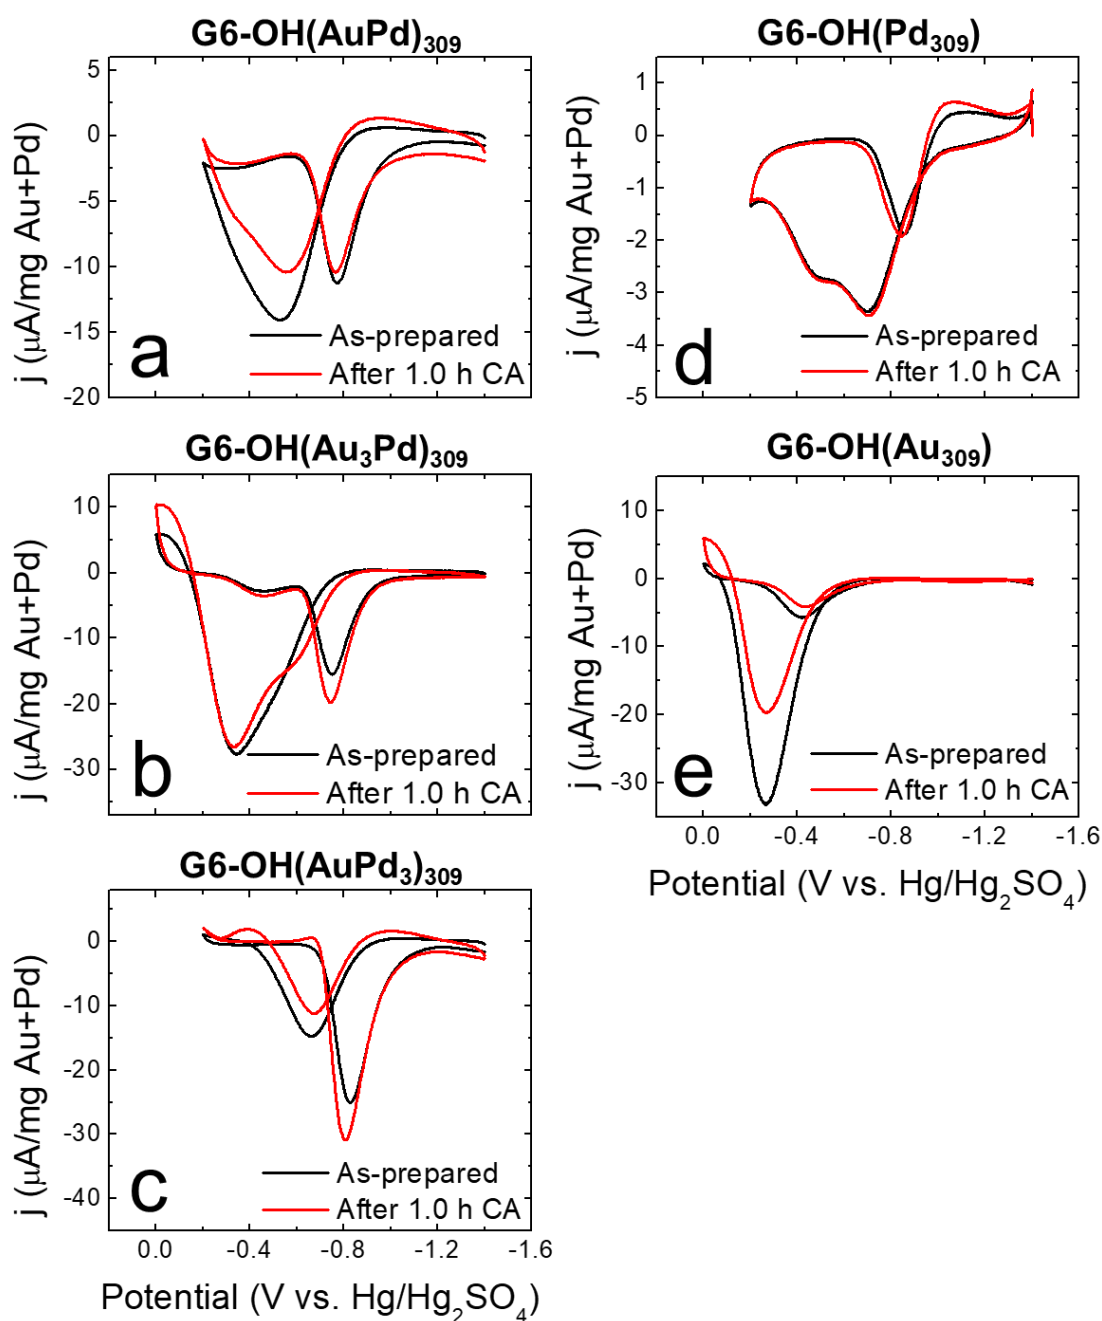 G6-OH(AuPd)₃₀₉
5
0
-5
-10
-15
-20
j (μA/mg Au+Pd)
As-prepared
After 1.0 h CA
a
G6-OH(Au₃Pd)₃₀₉
10
0
-10
-20
-30
j (μA/mg Au+Pd)
As-prepared
After 1.0 h CA
b
G6-OH(AuPd₃)₃₀₉
0
-10
-20
-30
-40
j (μA/mg Au+Pd)
As-prepared
After 1.0 h CA
c
0.0 -0.4 -0.8 -1.2 -1.6
Potential (V vs. Hg/Hg₂SO₄)
G6-OH(Pd₃₀₉)
1
0
-1
-2
-3
-4
-5
j (μA/mg Au+Pd)
As-prepared
After 1.0 h CA
d
G6-OH(Au₃₀₉)
10
0
-10
-20
-30
j (μA/mg Au+Pd)
As-prepared
After 1.0 h CA
e
0.0 -0.4 -0.8 -1.2 -1.6
Potential (V vs. Hg/Hg₂SO₄)